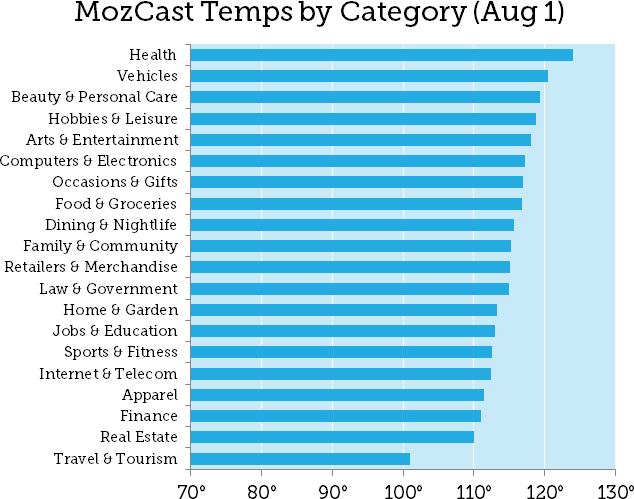 MozCast Temps by Category (Aug 1)
Health
Vehicles
Beauty & Personal Care
Hobbies & Leisure
Arts & Entertainment
Computers & Electronics
Occasions & Gifts
Food & Groceries
Dining & Nightlife
Family & Community
Retailers & Merchandise
Law & Government
Home & Garden
Jobs & Education
Sports & Fitness
Internet & Telecom
Apparel
Finance
Real Estate
Travel & Tourism
70° 80° 90° 100° 110° 120° 130°